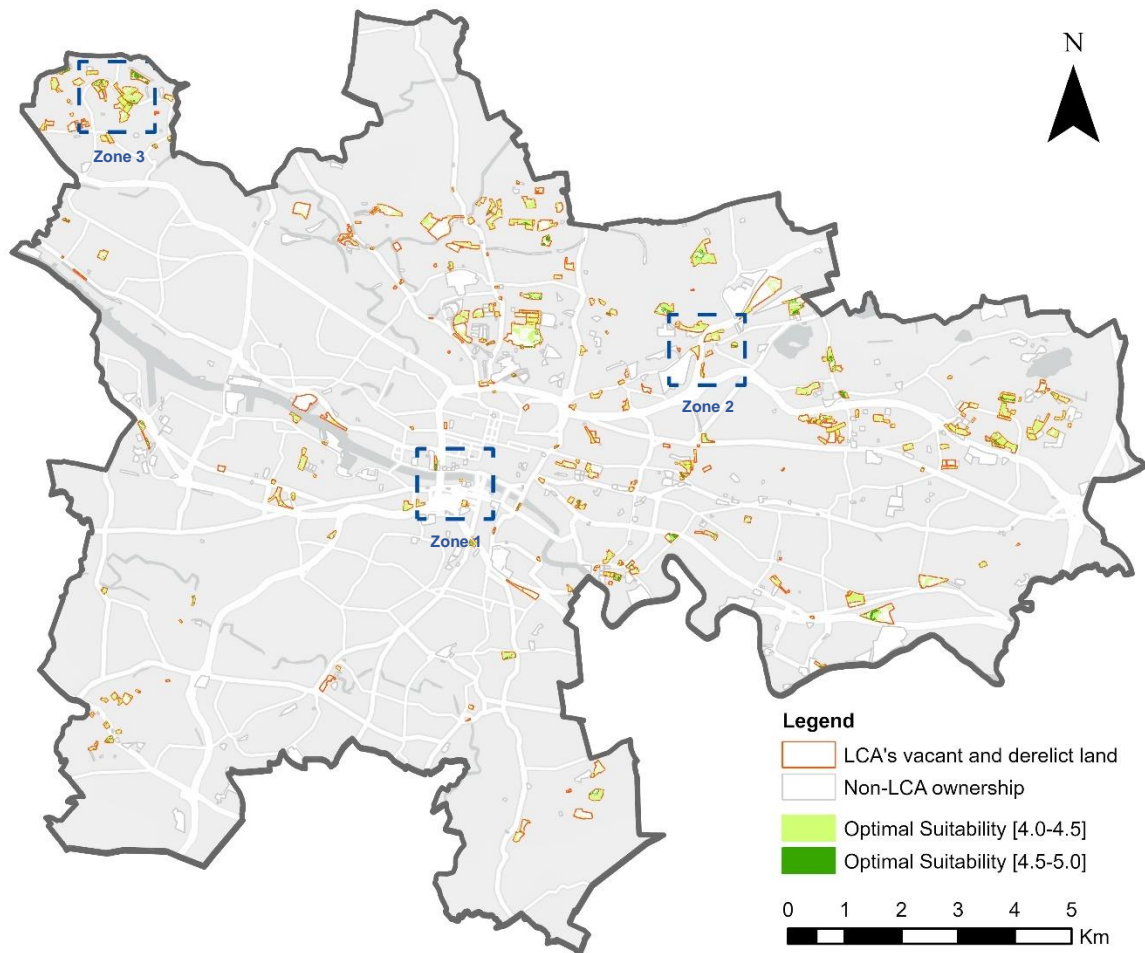 N
Zone 3
Zone 2
Zone 1
Legend
LCA's vacant and derelict land
Non-LCA ownership
Optimal Suitability [4.0-4.5]
Optimal Suitability [4.5-5.0]
0 1 2 3 4 5
Km